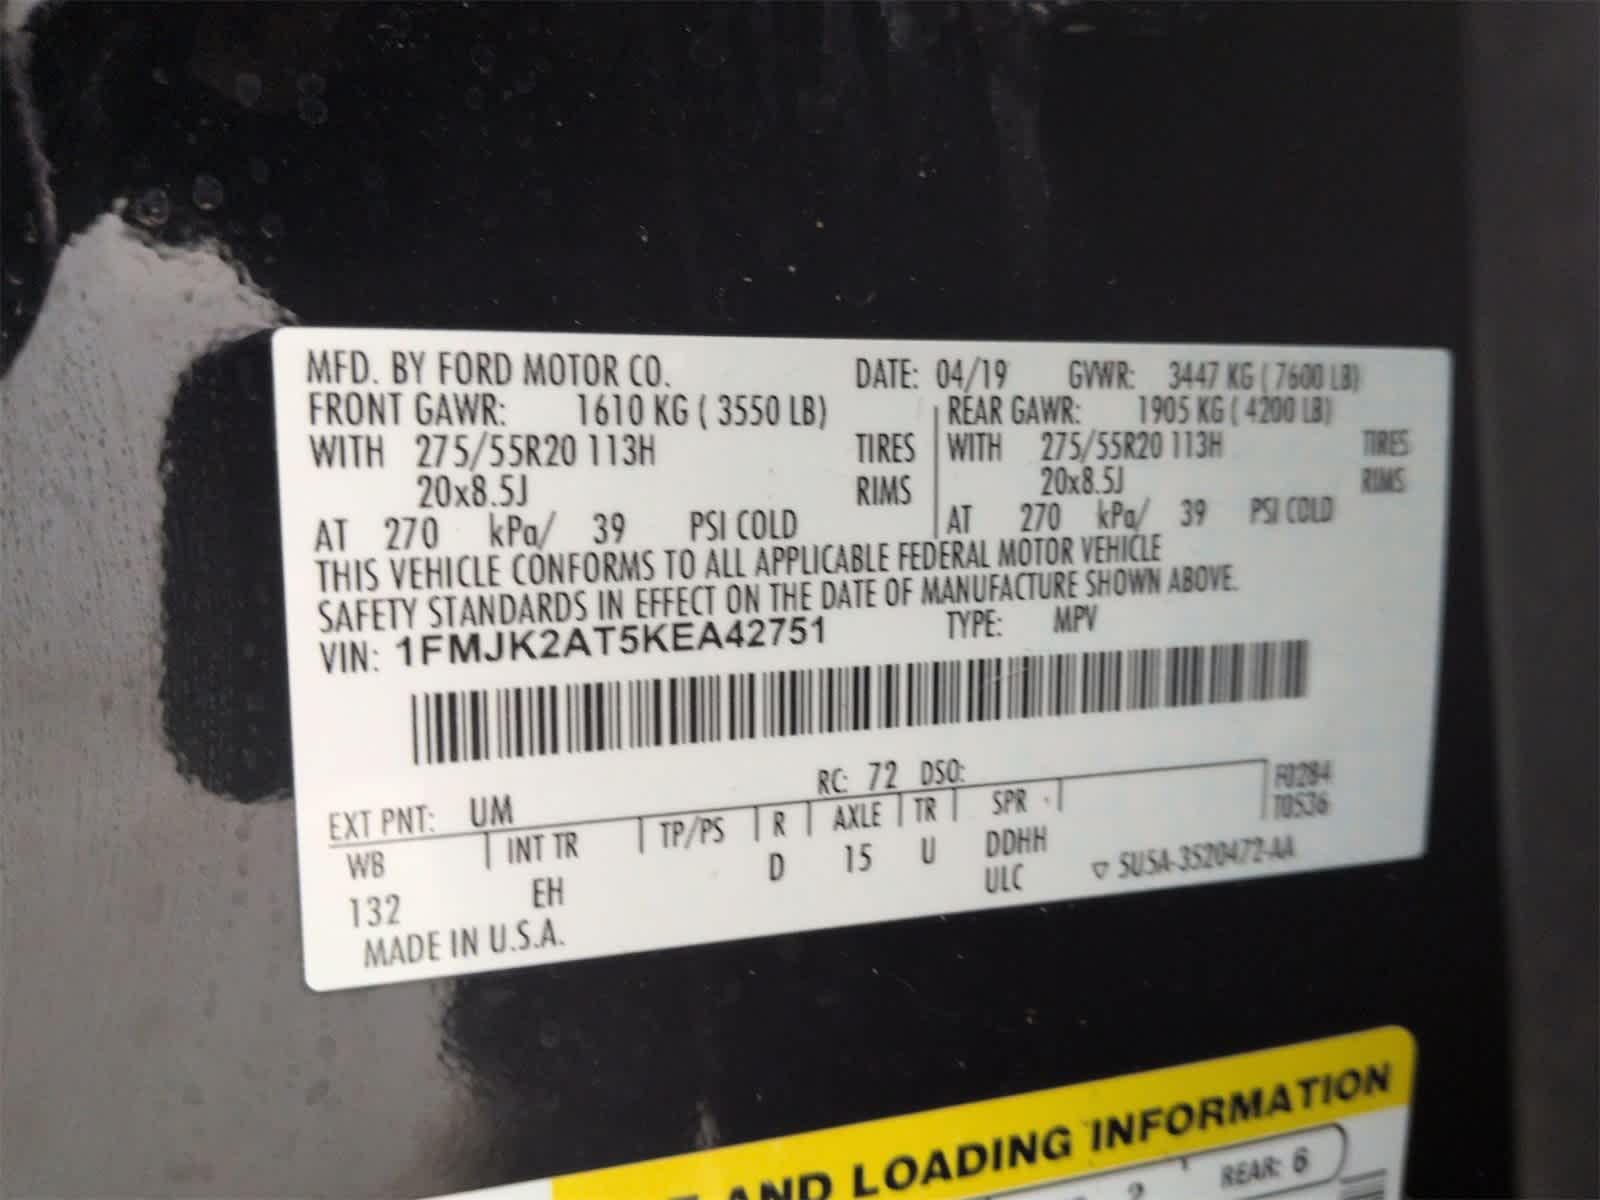 MFD. BY FORD MOTOR CO. DATE: 04/19 GVWR: 3447 KG ( 7600 LB)
FRONT GAWR: 1610 KG ( 3550 LB) REAR GAWR: 1905 KG ( 4200 LB)
WITH 275/55R20 113H TIRES WITH 275/55R20 113H TIRES
20x8.5J RIMS 20x8.5J RIMS
AT 270 kPa/ 39 PSI COLD AT 270 kPa/ 39 PSI COLD
THIS VEHICLE CONFORMS TO ALL APPLICABLE FEDERAL MOTOR VEHICLE
SAFETY STANDARDS IN EFFECT ON THE DATE OF MANUFACTURE SHOWN ABOVE.
VIN: 1FMJK2AT5KEA42751 TYPE: MPV
RC: 72 DSO: F0284
EXT PNT: UM T0536
WB INT TR TP/PS R AXLE TR SPR
132 EH D 15 U DDHH
ULC ▽ 5U5A-3520472-AA
MADE IN U.S.A.
AND LOADING INFORMATION
2 REAR: 6